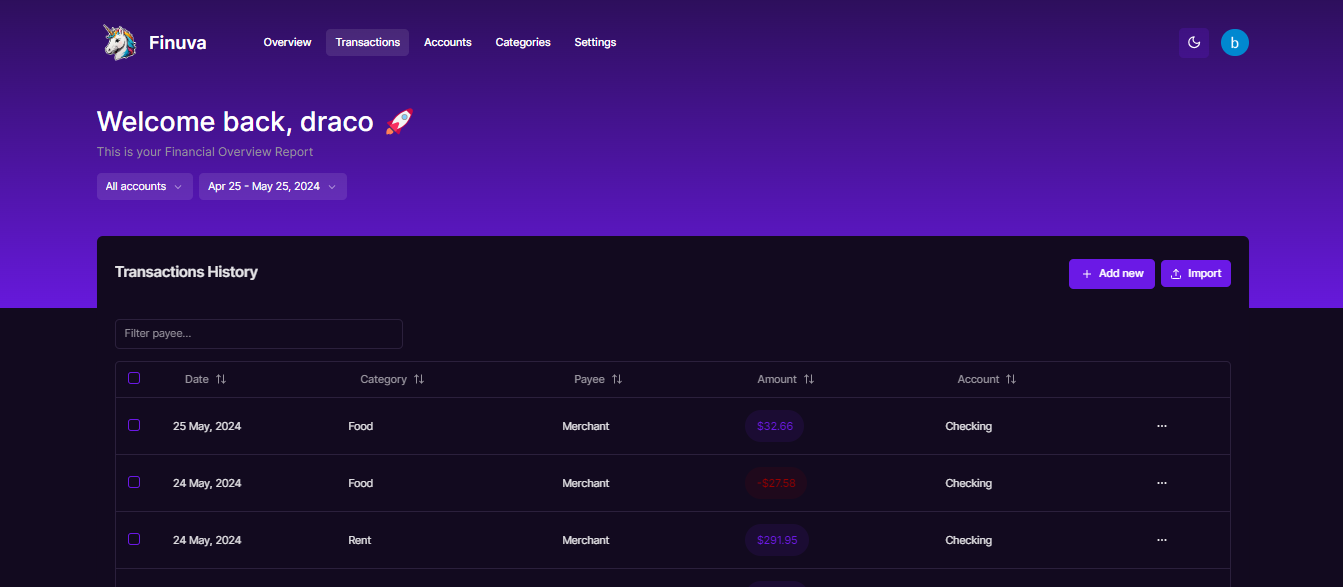 Finuva Overview Transactions Accounts Categories Settings b
Welcome back, draco 🚀
This is your Financial Overview Report
All accounts Apr 25 - May 25, 2024
Transactions History + Add new Import
Filter payee...
Date Category Payee Amount Account
25 May, 2024 Food Merchant $32.66 Checking ...
24 May, 2024 Food Merchant -$27.58 Checking ...
24 May, 2024 Rent Merchant $291.95 Checking ...